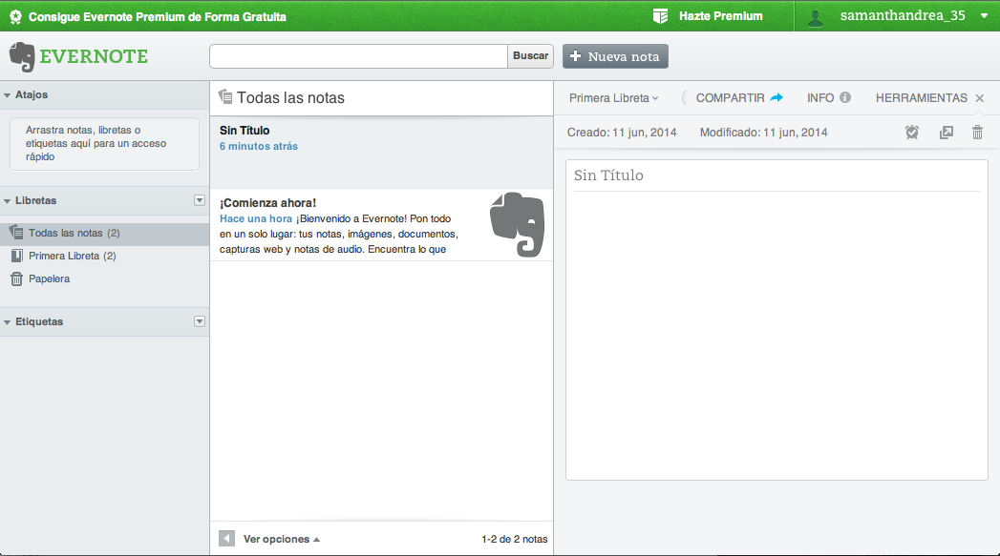 Consigue Evernote Premium de Forma Gratuita
Hazte Premium
samanthandrea_35
EVERNOTE
Buscar
+ Nueva nota
Atajos
Arrastra notas, libretas o
etiquetas aquí para un acceso
rápido
Libretas
Todas las notas (2)
Primera Libreta (2)
Papelera
Etiquetas
Todas las notas
Sin Título
6 minutos atrás
¡Comienza ahora!
Hace una hora ¡Bienvenido a Evernote! Pon todo
en un solo lugar: tus notas, imágenes, documentos,
capturas web y notas de audio. Encuentra lo que
Ver opciones
1-2 de 2 notas
Primera Libreta
COMPARTIR
INFO
HERRAMIENTAS
Creado: 11 jun, 2014
Modificado: 11 jun, 2014
Sin Título